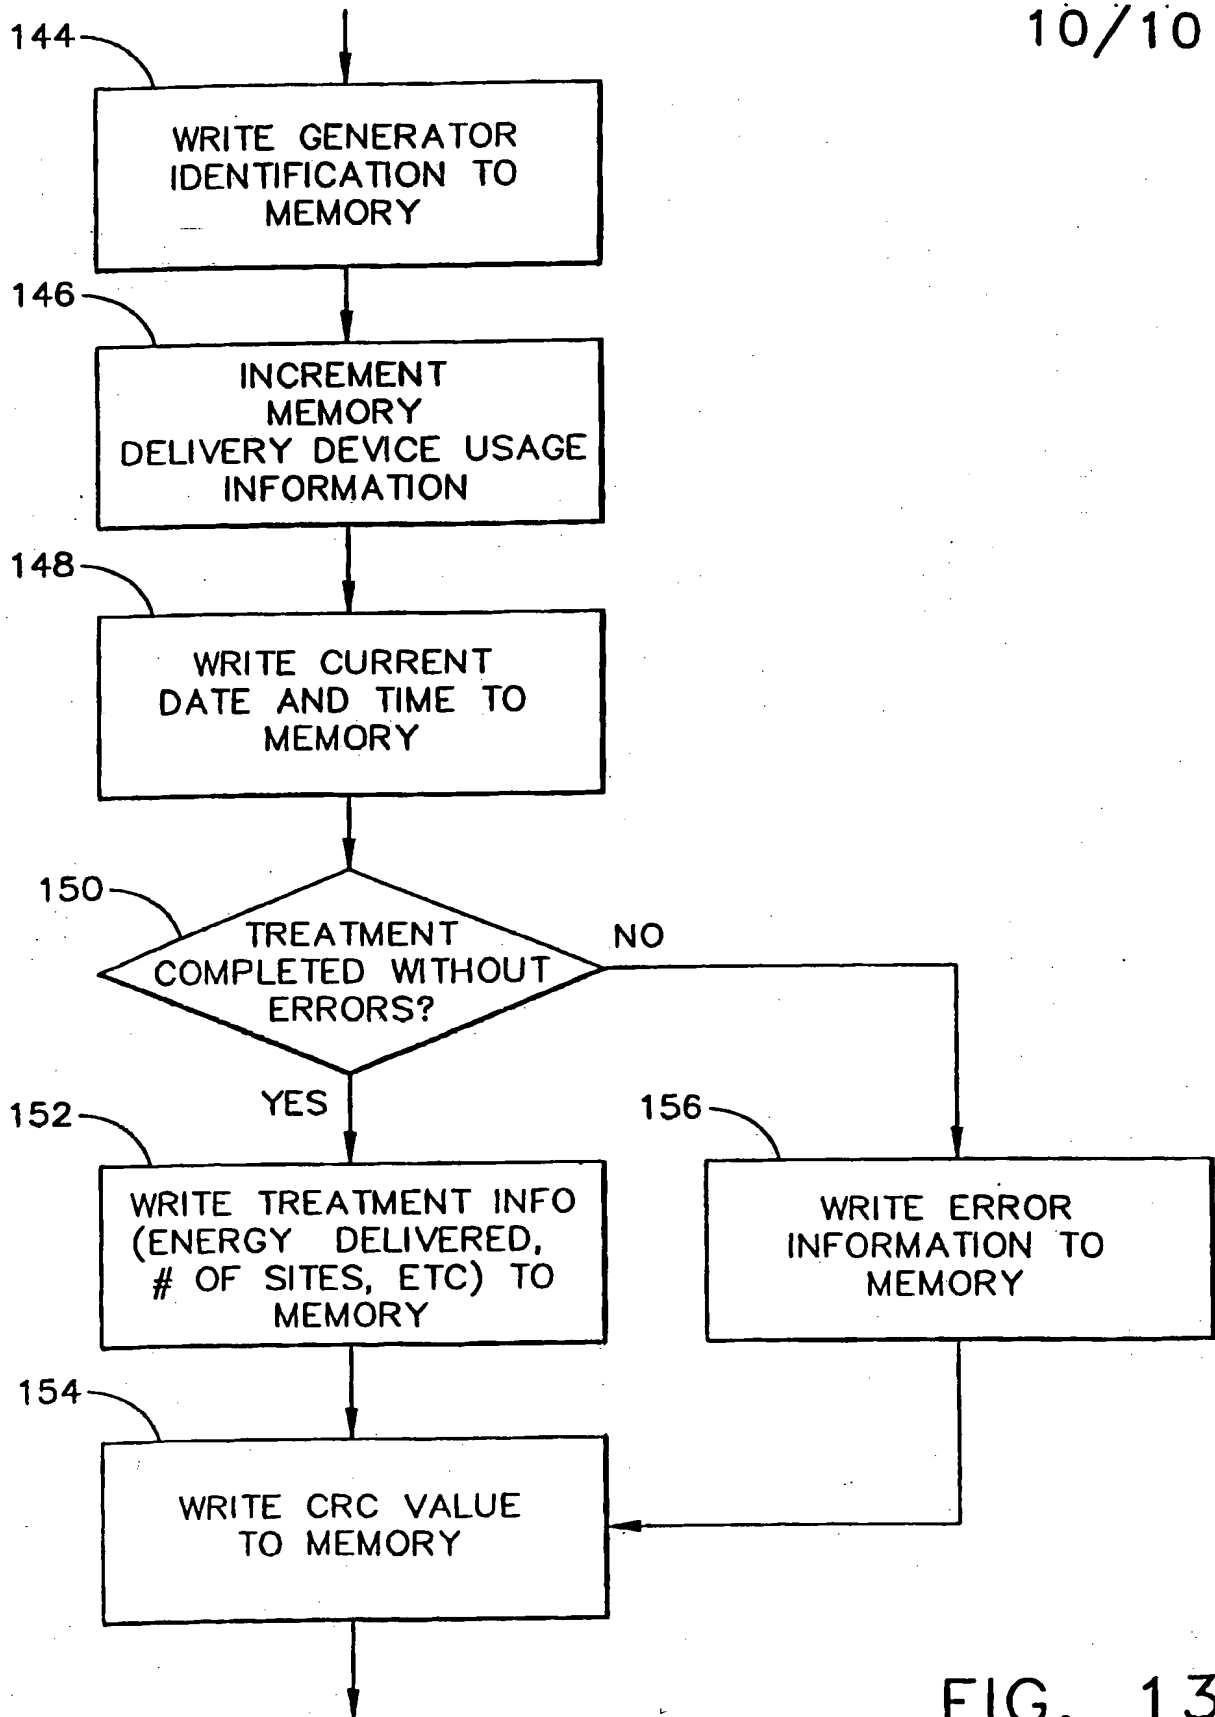 10/10
144
WRITE GENERATOR
IDENTIFICATION TO
MEMORY
146
INCREMENT
MEMORY
DELIVERY DEVICE USAGE
INFORMATION
148
WRITE CURRENT
DATE AND TIME TO
MEMORY
150
TREATMENT
COMPLETED WITHOUT
ERRORS?
NO
YES
152
WRITE TREATMENT INFO
(ENERGY DELIVERED,
# OF SITES, ETC) TO
MEMORY
156
WRITE ERROR
INFORMATION TO
MEMORY
154
WRITE CRC VALUE
TO MEMORY
FIG. 13